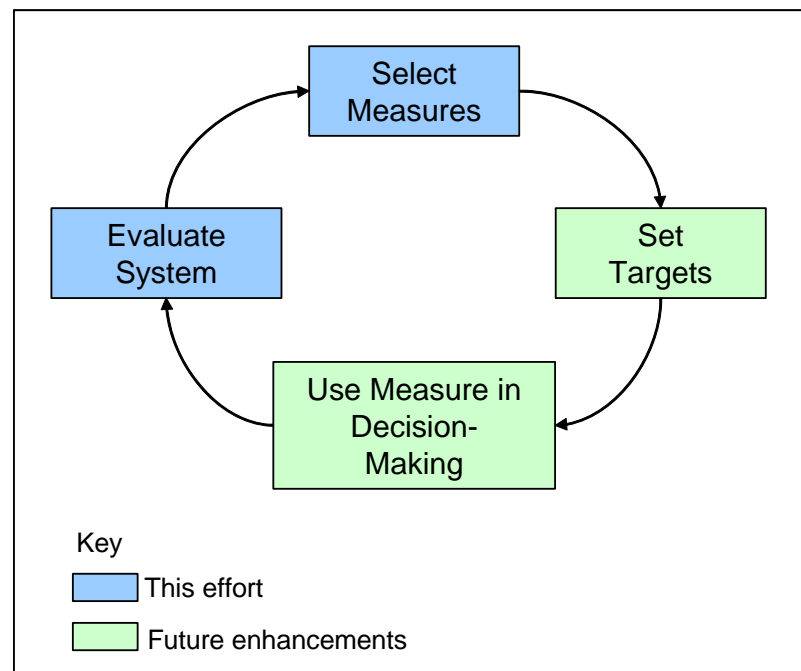 Select
Measures
Evaluate
System
Set
Targets
Use Measure in
Decision-
Making
Key
This effort
Future enhancements